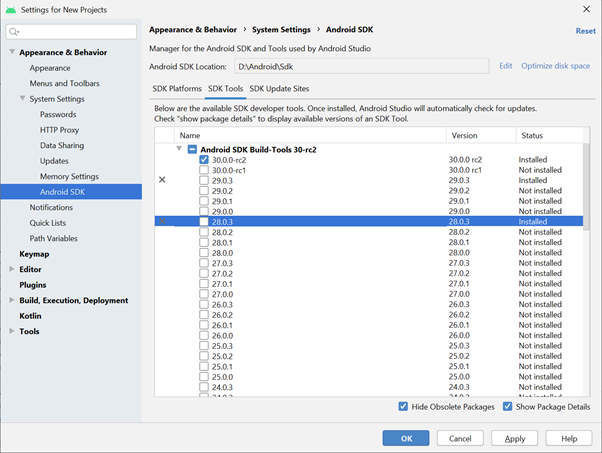 Settings for New Projects
Appearance & Behavior
Appearance
Menus and Toolbars
System Settings
Passwords
HTTP Proxy
Data Sharing
Updates
Memory Settings
Android SDK
Notifications
Quick Lists
Path Variables
Keymap
Editor
Plugins
Build, Execution, Deployment
Kotlin
Tools
Appearance & Behavior › System Settings › Android SDK Reset
Manager for the Android SDK and Tools used by Android Studio
Android SDK Location: D:\Android\Sdk Edit Optimize disk space
SDK Platforms SDK Tools SDK Update Sites
Below are the available SDK developer tools. Once installed, Android Studio will automatically check for updates.
Check "show package details" to display available versions of an SDK Tool.
Name Version Status
Android SDK Build-Tools 30-rc2
30.0.0-rc2 30.0.0 rc2 Installed
30.0.0-rc1 30.0.0 rc1 Not installed
29.0.3 29.0.3 Installed
29.0.2 29.0.2 Not installed
29.0.1 29.0.1 Not installed
29.0.0 29.0.0 Not installed
28.0.3 28.0.3 Installed
28.0.2 28.0.2 Not installed
28.0.1 28.0.1 Not installed
28.0.0 28.0.0 Not installed
27.0.3 27.0.3 Not installed
27.0.2 27.0.2 Not installed
27.0.1 27.0.1 Not installed
27.0.0 27.0.0 Not installed
26.0.3 26.0.3 Not installed
26.0.2 26.0.2 Not installed
26.0.1 26.0.1 Not installed
26.0.0 26.0.0 Not installed
25.0.3 25.0.3 Not installed
25.0.2 25.0.2 Not installed
25.0.1 25.0.1 Not installed
25.0.0 25.0.0 Not installed
24.0.3 24.0.3 Not installed
Hide Obsolete Packages Show Package Details
OK Cancel Apply Help